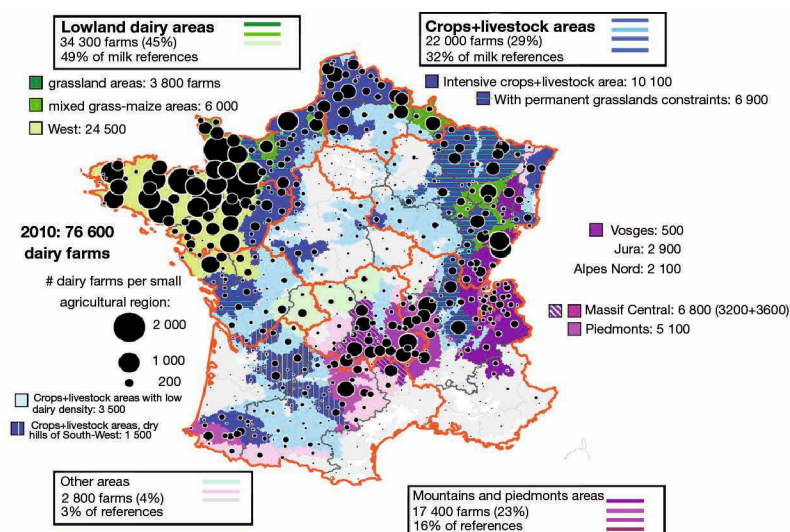 Lowland dairy areas
34 300 farms (45%)
49% of milk references
Crops+livestock areas
22 000 farms (29%)
32% of milk references
grassland areas: 3 800 farms
mixed grass-maize areas: 6 000
West: 24 500
Intensive crops+livestock area: 10 100
With permanent grasslands constraints: 6 900
2010: 76 600
dairy farms
# dairy farms per small
agricultural region:
2 000
1 000
200
Vosges: 500
Jura: 2 900
Alpes Nord: 2 100
Massif Central: 6 800 (3200+3600)
Piedmonts: 5 100
Crops+livestock areas with low
dairy density: 3 500
Crops+livestock areas, dry
hills of South-West: 1 500
Other areas
2 800 farms (4%)
3% of references
Mountains and piedmonts areas
17 400 farms (23%)
16% of references